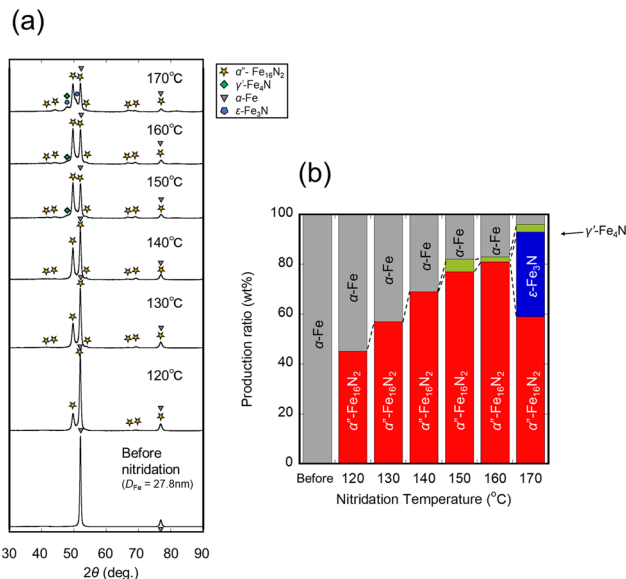 (a)
170°C
160°C
150°C
140°C
130°C
120°C
Before
nitridation
(D_Fe = 27.8nm)
30 40 50 60 70 80 90
2θ (deg.)
α''- Fe16N2
γ'-Fe4N
α-Fe
ε-Fe3N
(b)
Production ratio (wt%)
100
80
60
40
20
0
α-Fe
α-Fe
α-Fe
α-Fe
α-Fe
α-Fe
ε-Fe3N
γ'-Fe4N
α''-Fe16N2
α''-Fe16N2
α''-Fe16N2
α''-Fe16N2
α''-Fe16N2
α''-Fe16N2
Before 120 130 140 150 160 170
Nitridation Temperature (°C)